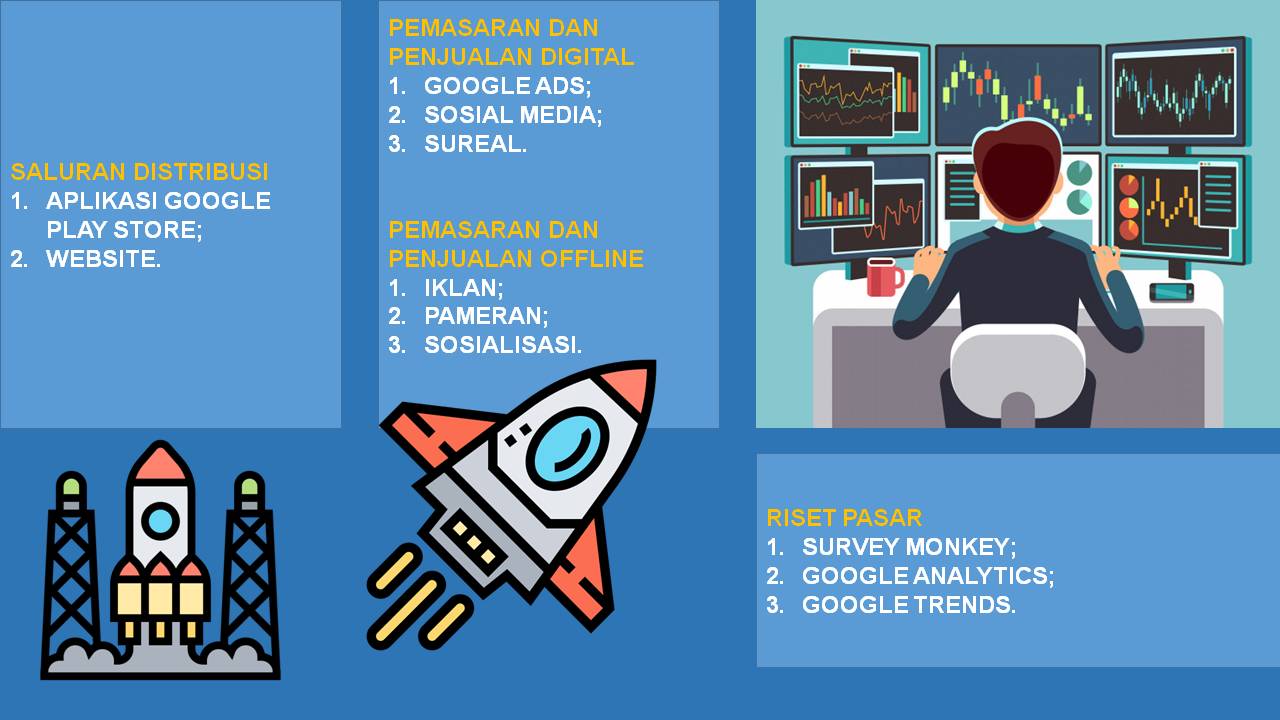 SALURAN DISTRIBUSI
1. APLIKASI GOOGLE
PLAY STORE;
2. WEBSITE.
PEMASARAN DAN
PENJUALAN DIGITAL
1. GOOGLE ADS;
2. SOSIAL MEDIA;
3. SUREAL.
PEMASARAN DAN
PENJUALAN OFFLINE
1. IKLAN;
2. PAMERAN;
3. SOSIALISASI.
RISET PASAR
1. SURVEY MONKEY;
2. GOOGLE ANALYTICS;
3. GOOGLE TRENDS.